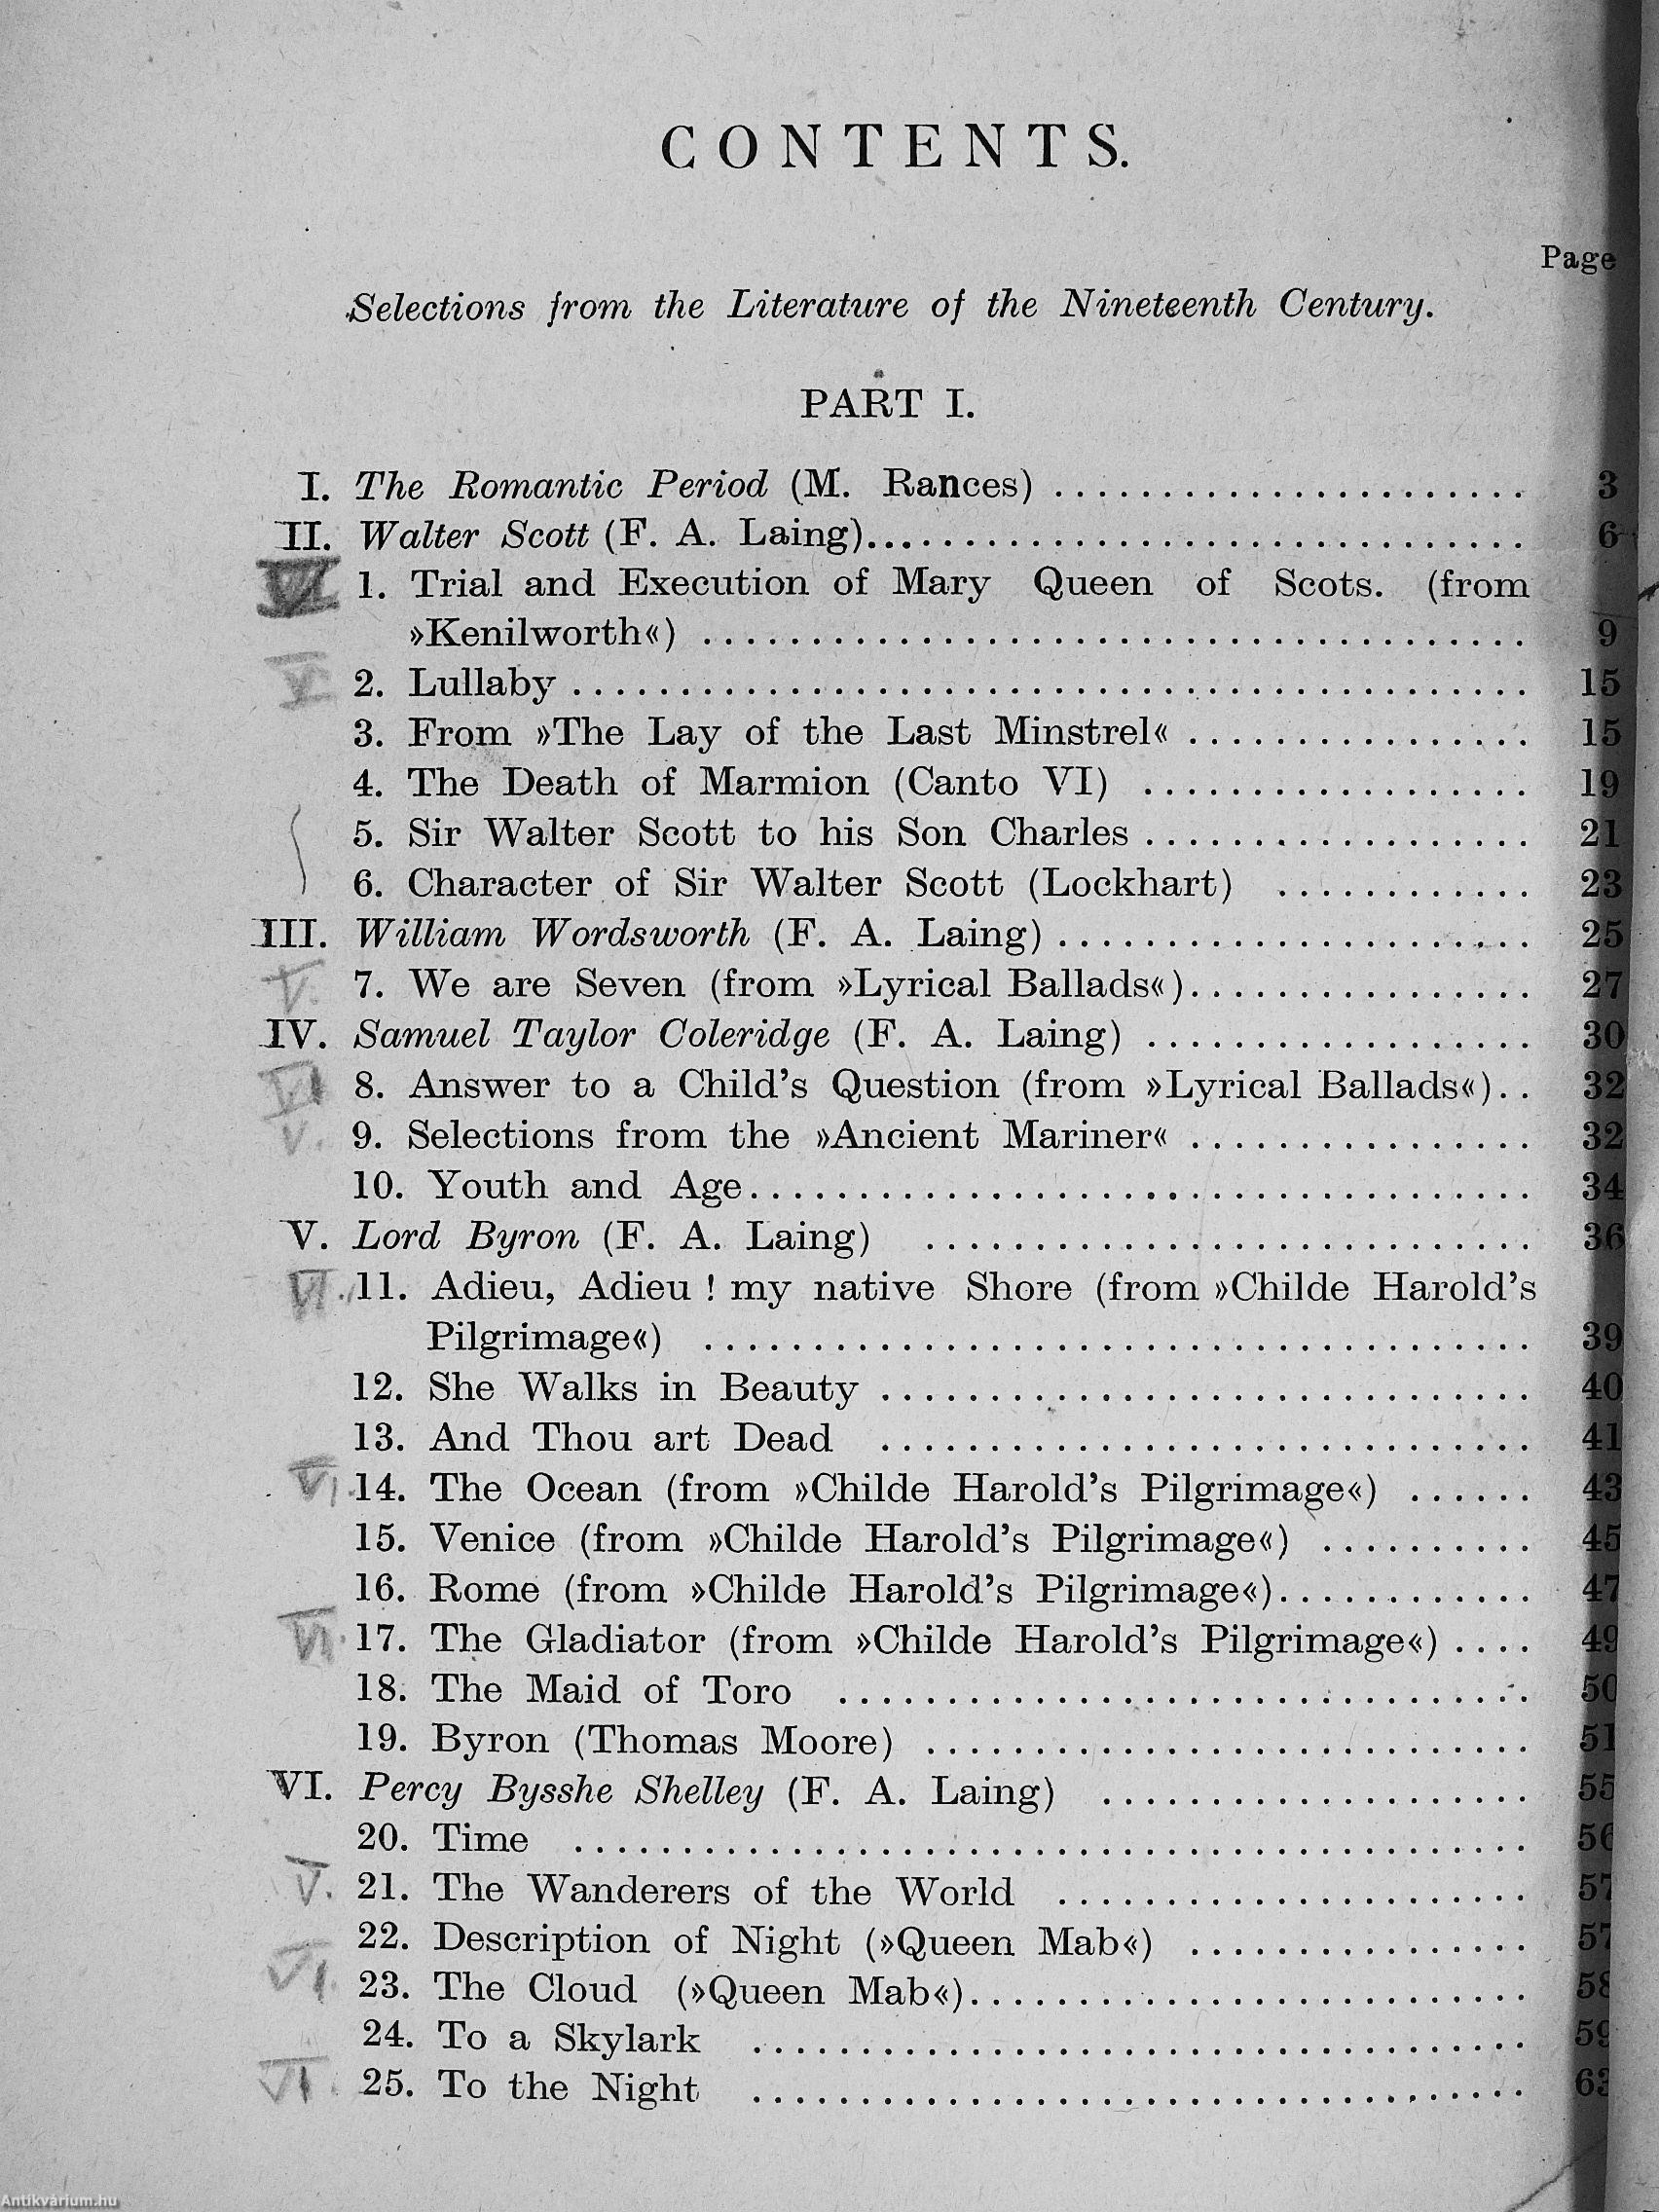 CONTENTS.
Page
Selections from the Literature of the Nineteenth Century.
PART I.
I. The Romantic Period (M. Rances) ........................ 3
II. Walter Scott (F. A. Laing)................................ 6
VI 1. Trial and Execution of Mary Queen of Scots. (from
»Kenilworth«) ........................................ 9
V 2. Lullaby ............................................. 15
3. From »The Lay of the Last Minstrel« ................ 15
4. The Death of Marmion (Canto VI) .................. 19
5. Sir Walter Scott to his Son Charles .................. 21
6. Character of Sir Walter Scott (Lockhart) ............ 23
III. William Wordsworth (F. A. Laing) ...................... 25
V. 7. We are Seven (from »Lyrical Ballads«)................ 27
IV. Samuel Taylor Coleridge (F. A. Laing) .................. 30
VI 8. Answer to a Child's Question (from »Lyrical Ballads«).. 32
V. 9. Selections from the »Ancient Mariner« ................ 32
10. Youth and Age..................................... 34
V. Lord Byron (F. A. Laing) ............................ 36
VI. 11. Adieu, Adieu ! my native Shore (from »Childe Harold's
Pilgrimage«) ....................................... 39
12. She Walks in Beauty ............................... 40
13. And Thou art Dead ............................... 41
VI. 14. The Ocean (from »Childe Harold's Pilgrimage«) ...... 43
15. Venice (from »Childe Harold's Pilgrimage«) .......... 45
16. Rome (from »Childe Harold's Pilgrimage«)............ 47
VI. 17. The Gladiator (from »Childe Harold's Pilgrimage«) .... 49
18. The Maid of Toro ................................ 50
19. Byron (Thomas Moore) ............................ 51
VI. Percy Bysshe Shelley (F. A. Laing) .................... 55
20. Time ............................................. 56
V. 21. The Wanderers of the World ...................... 57
22. Description of Night (»Queen Mab«) ................ 57
VI. 23. The Cloud (»Queen Mab«).......................... 58
24. To a Skylark .................................... 59
VI. 25. To the Night .................................... 63
Antikvárium.hu